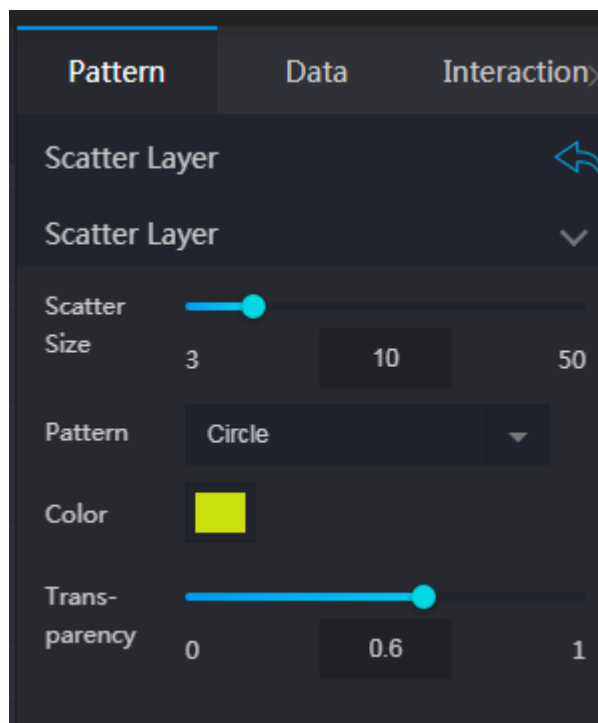 Pattern Data Interaction
Scatter Layer
Scatter Layer
Scatter
Size
3 10 50
Pattern Circle
Color
Trans-
parency
0 0.6 1